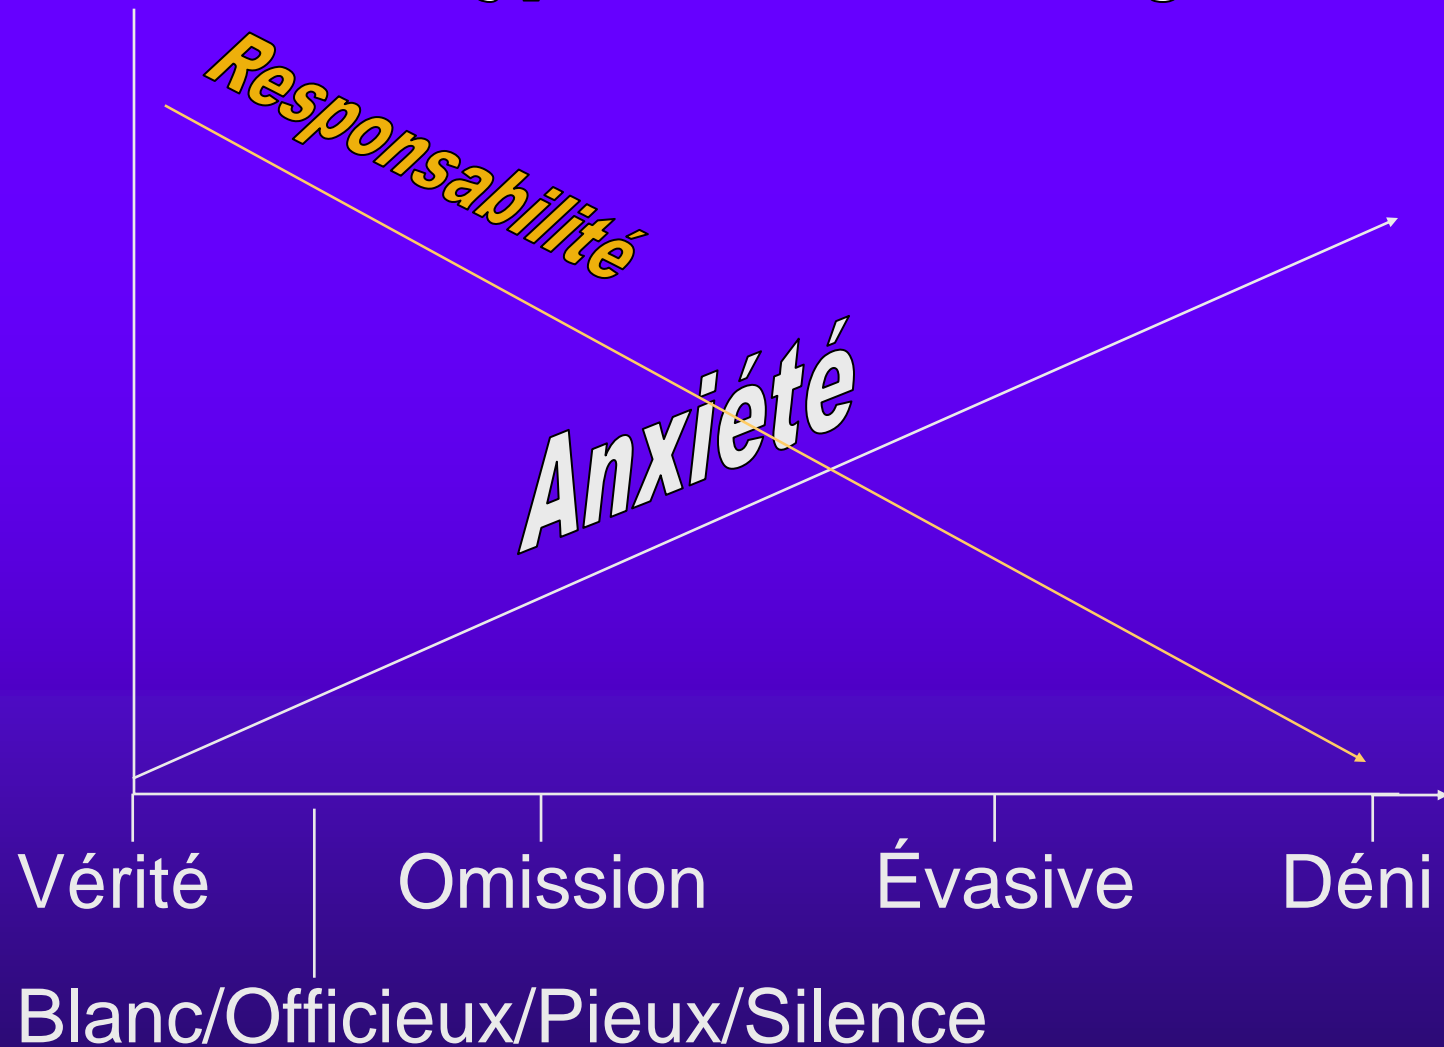 Responsabilité
Anxiété
Vérité Omission Évasive Déni
Blanc/Officieux/Pieux/Silence